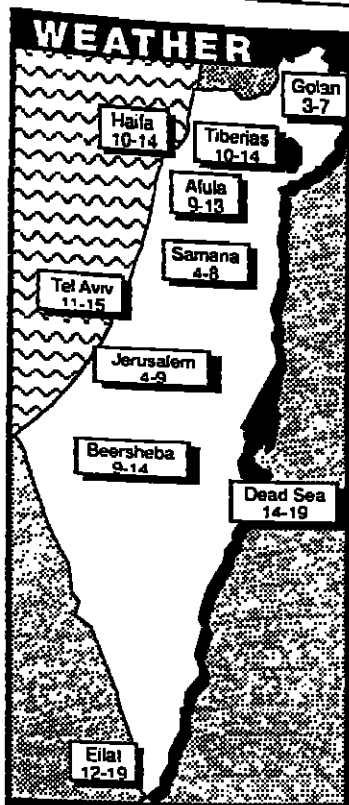 WEATHER
Golan
3-7
Haifa
10-14
Tiberias
10-14
Afula
9-13
Samaria
4-8
Tel Aviv
11-15
Jerusalem
4-9
Beersheba
9-14
Dead Sea
14-19
Eilat
12-19